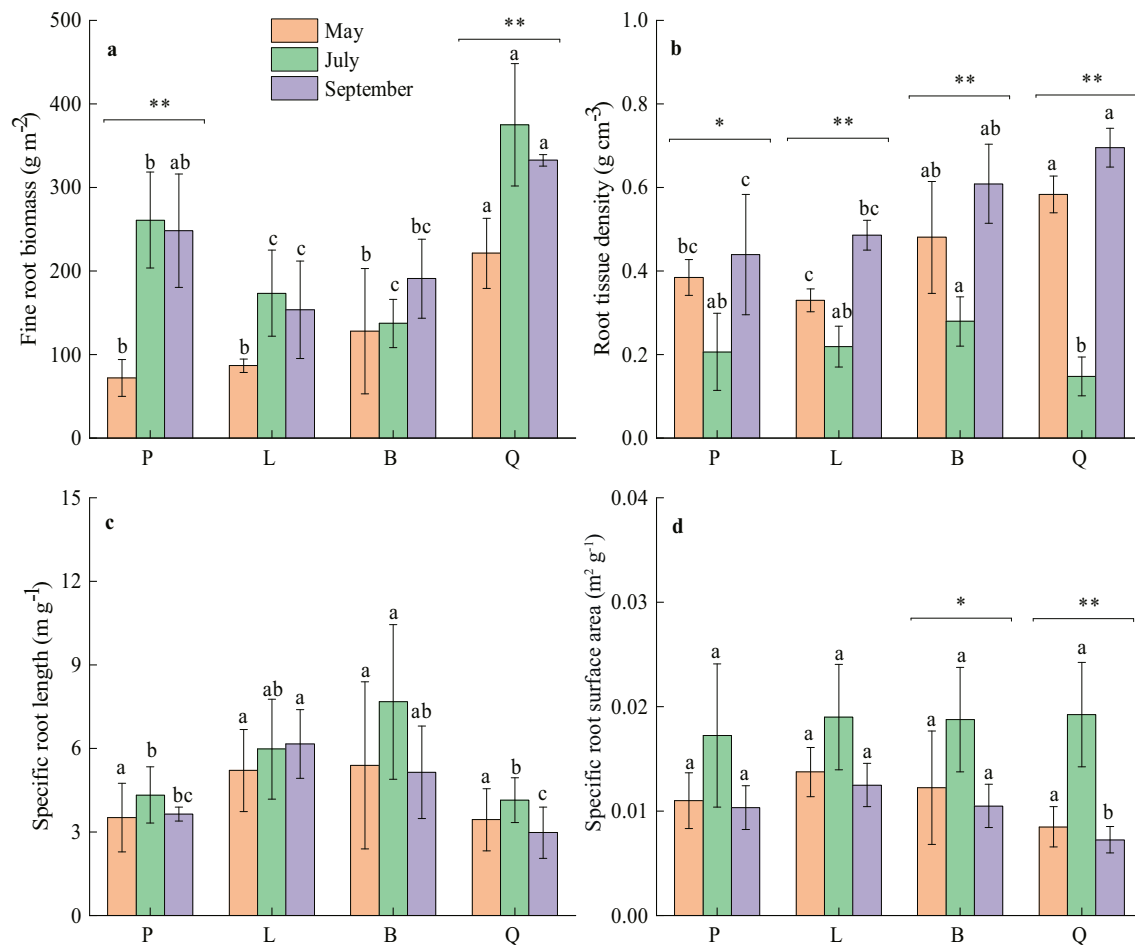 a
May
July
September
**
**
b b ab
b c c
b c bc
a a a
Fine root biomass (g m⁻²)
0 100 200 300 400 500
P L B Q
b
*
**
**
**
bc ab c
c ab bc
ab a ab
a b a
Root tissue density (g cm⁻³)
0.0 0.2 0.4 0.6 0.8 1.0
P L B Q
c
a b bc
a ab a
a a ab
a b c
Specific root length (m g⁻¹)
0 3 6 9 12 15
P L B Q
d
*
**
a a a
a a a
a a a
a a b
Specific root surface area (m² g⁻¹)
0.00 0.01 0.02 0.03 0.04
P L B Q